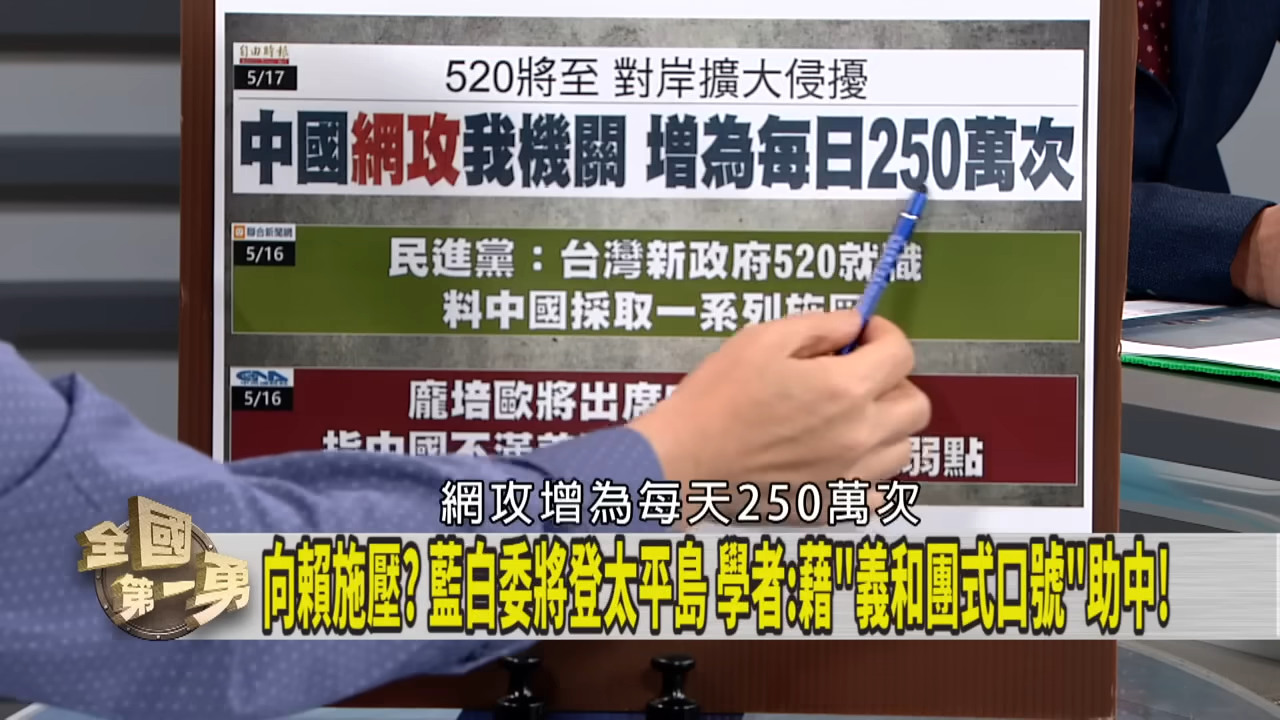 自由時報
5/17
520將至 對岸擴大侵擾
中國網攻我機關 增為每日250萬次
聯合新聞網
5/16
民進黨：台灣新政府520就職
料中國採取一系列施
CNA
5/16
龐培歐將出席
指中國不滿 弱點
網攻增為每天250萬次
全國第一勇
向賴施壓? 藍白委將登太平島 學者:藉"義和團式口號"助中!